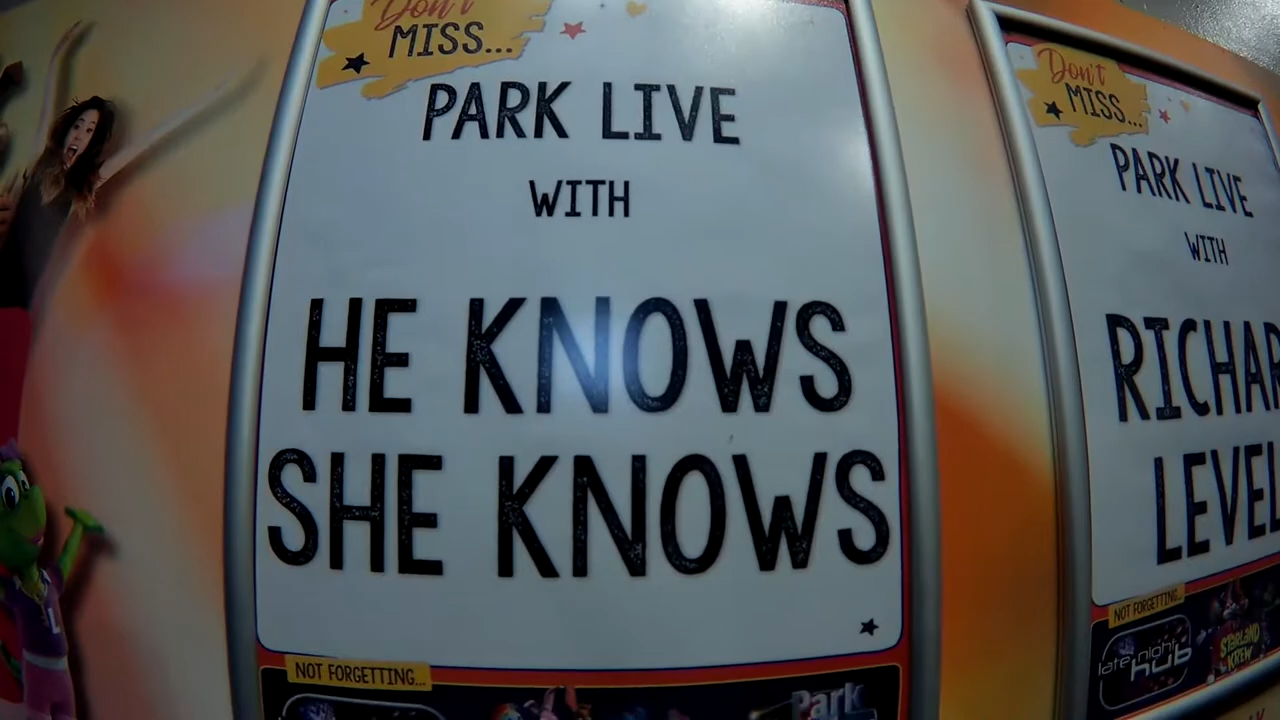 Don't
MISS...
PARK LIVE
WITH
HE KNOWS
SHE KNOWS
NOT FORGETTING...
Park
Don't
MISS...
PARK LIVE
WITH
RICHAR
LEVEL
NOT FORGETTING...
late night
hub
STARLAND
KREW